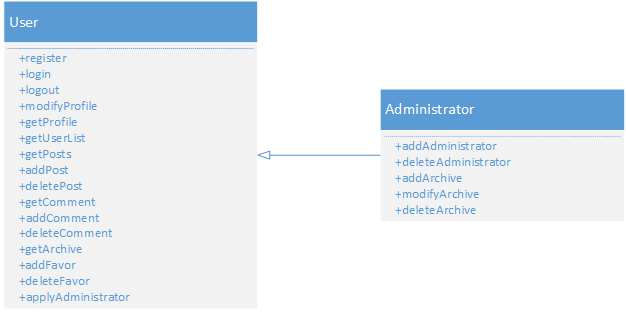 User
+register
+login
+logout
+modifyProfile
+getProfile
+getUserList
+getPosts
+addPost
+deletePost
+getComment
+addComment
+deleteComment
+getArchive
+addFavor
+deleteFavor
+applyAdministrator
Administrator
+addAdministrator
+deleteAdministrator
+addArchive
+modifyArchive
+deleteArchive